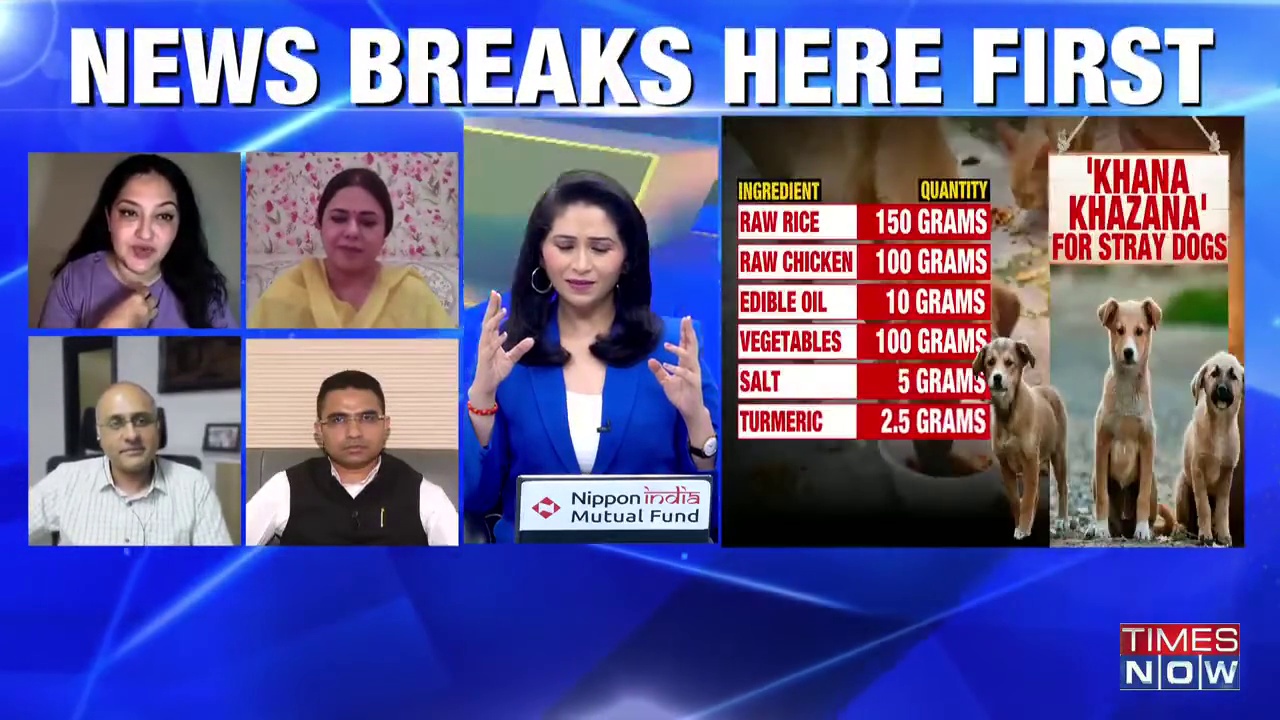 NEWS BREAKS HERE FIRST
INGREDIENT QUANTITY
RAW RICE 150 GRAMS
RAW CHICKEN 100 GRAMS
EDIBLE OIL 10 GRAMS
VEGETABLES 100 GRAMS
SALT 5 GRAMS
TURMERIC 2.5 GRAMS
'KHANA
KHAZANA'
FOR STRAY DOGS
Nippon india
Mutual Fund
TIMES
NOW